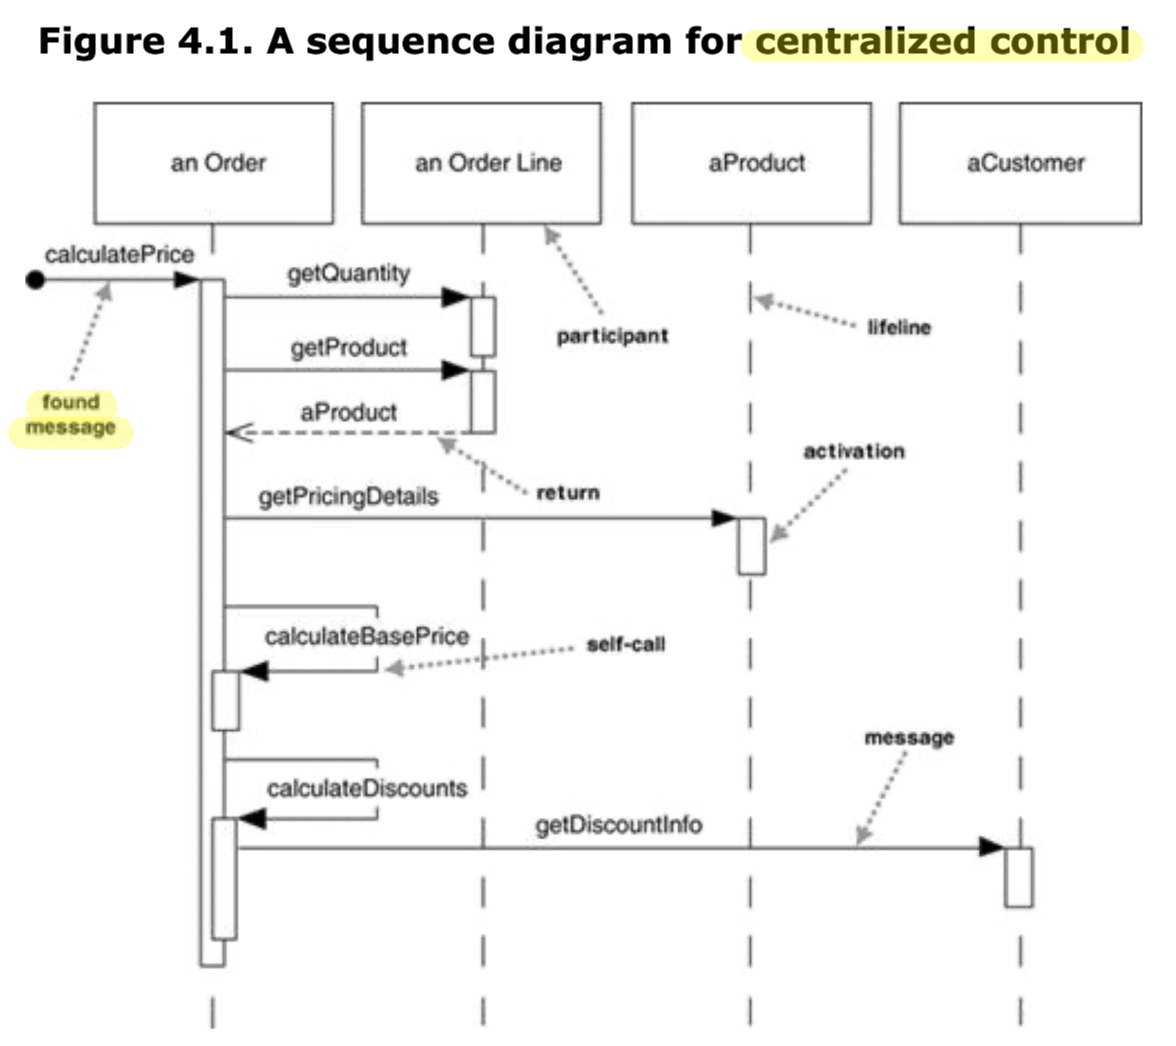 Figure 4.1. A sequence diagram for centralized control
an Order
an Order Line
aProduct
aCustomer
calculatePrice
getQuantity
participant
lifeline
getProduct
found
message
aProduct
activation
return
getPricingDetails
calculateBasePrice
self-call
message
calculateDiscounts
getDiscountInfo